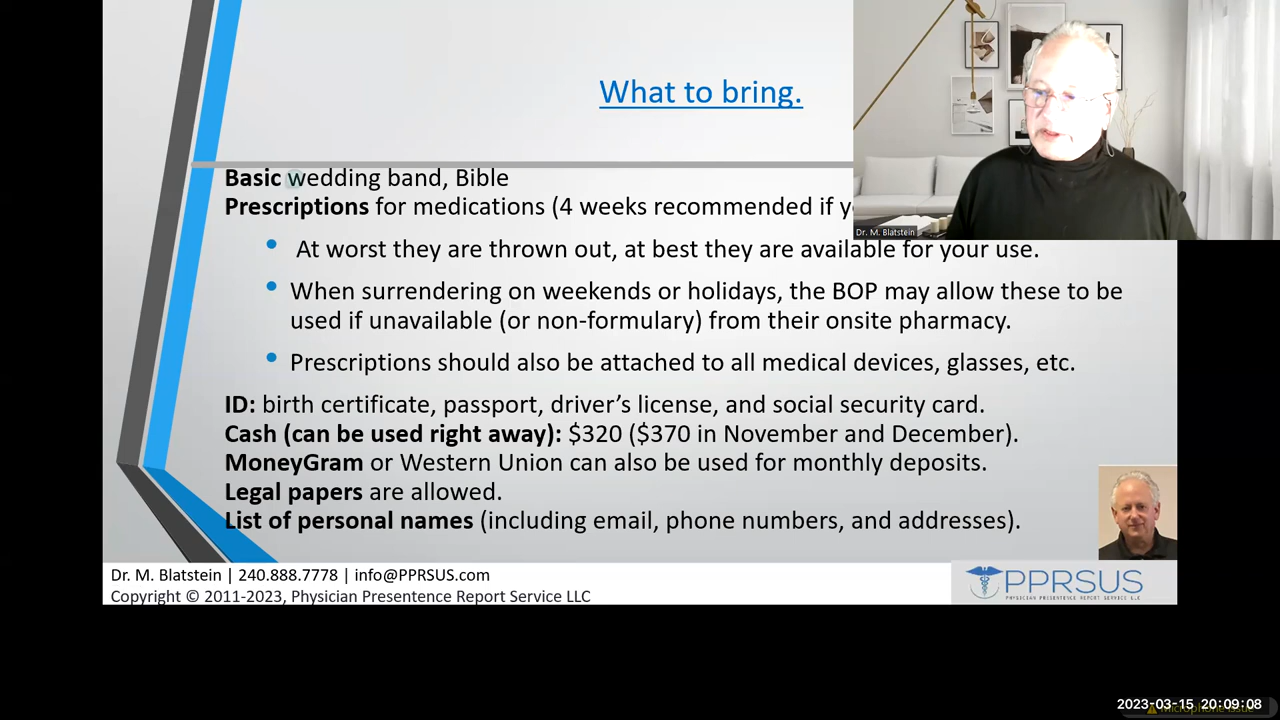 What to bring.
Dr. M. Blatstein
Basic wedding band, Bible
Prescriptions for medications (4 weeks recommended if
• At worst they are thrown out, at best they are available for your use.
• When surrendering on weekends or holidays, the BOP may allow these to be
used if unavailable (or non-formulary) from their onsite pharmacy.
• Prescriptions should also be attached to all medical devices, glasses, etc.
ID: birth certificate, passport, driver’s license, and social security card.
Cash (can be used right away): $320 ($370 in November and December).
MoneyGram or Western Union can also be used for monthly deposits.
Legal papers are allowed.
List of personal names (including email, phone numbers, and addresses).
Dr. M. Blatstein | 240.888.7778 | info@PPRSUS.com
Copyright © 2011-2023, Physician Presentence Report Service LLC
PPRSUS
PHYSICIAN PRESENTENCE REPORT SERVICE LLC
2023-03-15 20:09:08